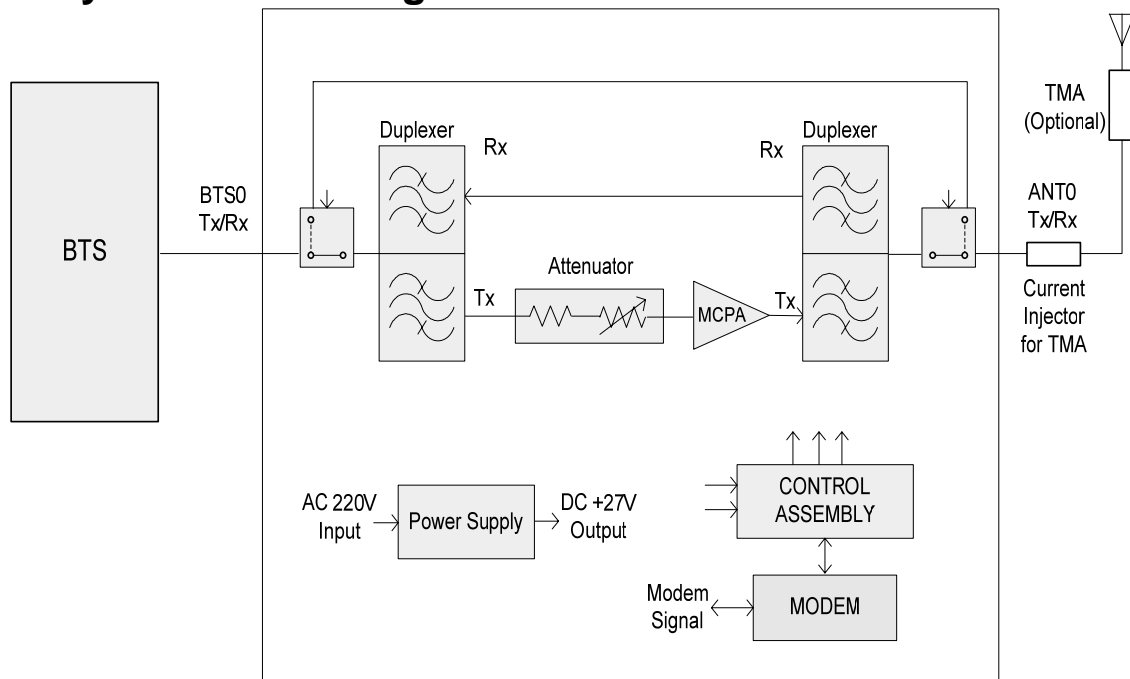 Duplexer
Duplexer
TMA
(Optional)
Rx
Rx
BTS0
Tx/Rx
ANT0
Tx/Rx
BTS
Attenuator
Tx
MCPA
Tx
Current
Injector
for TMA
AC 220V
Input
Power Supply
DC +27V
Output
CONTROL
ASSEMBLY
Modem
Signal
MODEM